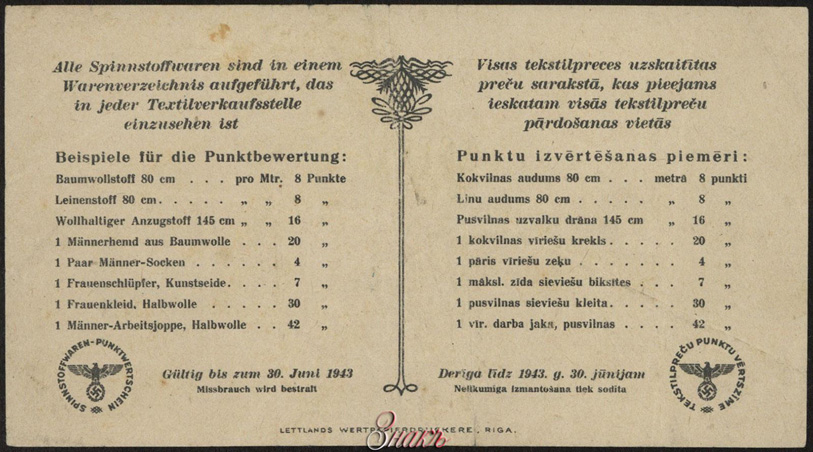 Alle Spinnstoffwaren sind in einem
Warenverzeichnis aufgeführt, das
in jeder Textilverkaufsstelle
einzusehen ist
Beispiele für die Punktbewertung:
Baumwollstoff 80 cm . . . pro Mtr. 8 Punkte
Leinenstoff 80 cm . . . . . „ „ 8 „
Wollhaltiger Anzugstoff 145 cm „ „ 16 „
1 Männerhemd aus Baumwolle . . . 20 „
1 Paar Männer-Socken . . . . . . 4 „
1 Frauenschlüpfer, Kunstseide. . . . 7 „
1 Frauenkleid, Halbwolle . . . . . 30 „
1 Männer-Arbeitsjoppe, Halbwolle . . 42 „
SPINNSTOFFWAREN-PUNKTWERTSCHEIN
Gültig bis zum 30. Juni 1943
Missbrauch wird bestraft
Visas tekstilpreces uzskaitītas
preču sarakstā, kas pieejams
ieskatam visās tekstilpreču
pārdošanas vietās
Punktu izvērtēšanas piemēri:
Kokvilnas audums 80 cm . . . metrā 8 punkti
Linu audums 80 cm . . . . . „ 8 „
Pusvilnas uzvalku drāna 145 cm „ 16 „
1 kokvilnas vīriešu krekls . . . . . 20 „
1 pāris vīriešu zeķu . . . . . . . 4 „
1 māksl. zīda sieviešu biksītes . . . 7 „
1 pusvilnas sieviešu kleita . . . . . 30 „
1 vīr. darba jaka, pusvilnas . . . . 42 „
Derīga līdz 1943. g. 30. jūnijam
Nelikumīga izmantošana tiek sodīta
TEKSTILPREČU PUNKTU VĒRTSZĪME
LETTLANDS WERTPAPIERDRUCKEREI, RIGA.
Знакъ